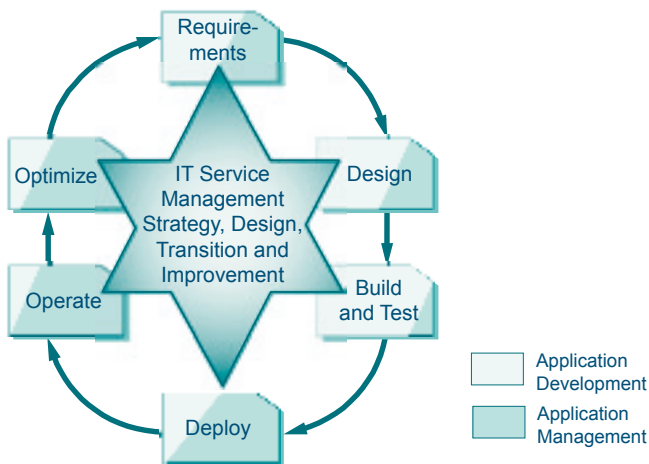 Require-
ments
Optimize
IT Service
Management
Strategy, Design,
Transition and
Improvement
Design
Operate
Build
and Test
Deploy
Application
Development
Application
Management